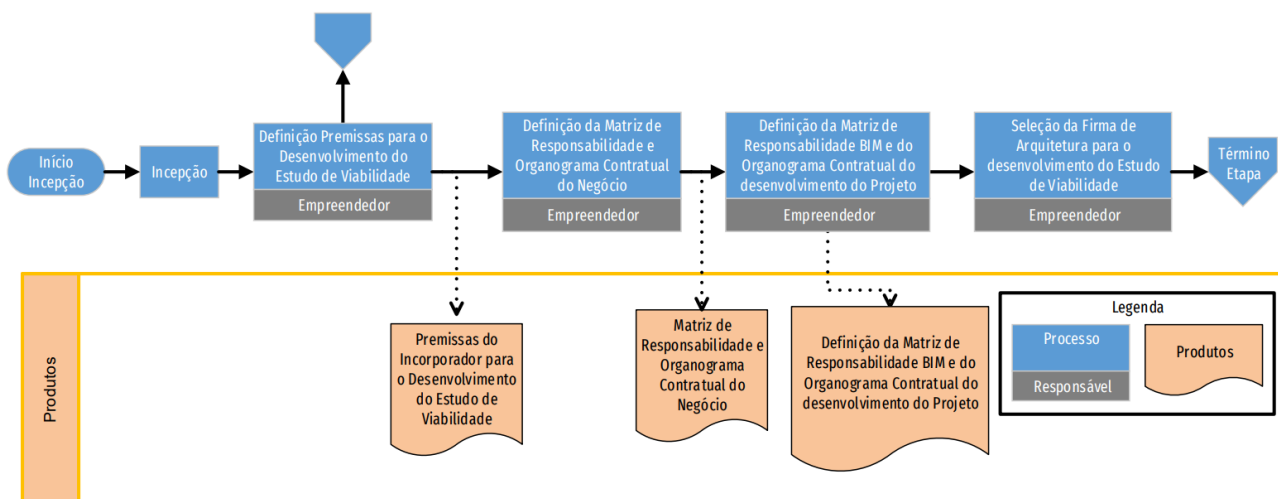 Início
Incepção
Incepção
Definição Premissas para o
Desenvolvimento do
Estudo de Viabilidade
Empreendedor
Definição da Matriz de
Responsabilidade e
Organograma Contratual
do Negócio
Empreendedor
Definição da Matriz de
Responsabilidade BIM e do
Organograma Contratual do
desenvolvimento do Projeto
Empreendedor
Seleção da Firma de
Arquitetura para o
desenvolvimento do Estudo
de Viabilidade
Empreendedor
Término
Etapa
Produtos
Premissas do
Incorporador para
o Desenvolvimento
do Estudo de
Viabilidade
Matriz de
Responsabilidade e
Organograma
Contratual do
Negócio
Definição da Matriz de
Responsabilidade BIM e do
Organograma Contratual do
desenvolvimento do Projeto
Legenda
Processo
Responsável
Produtos